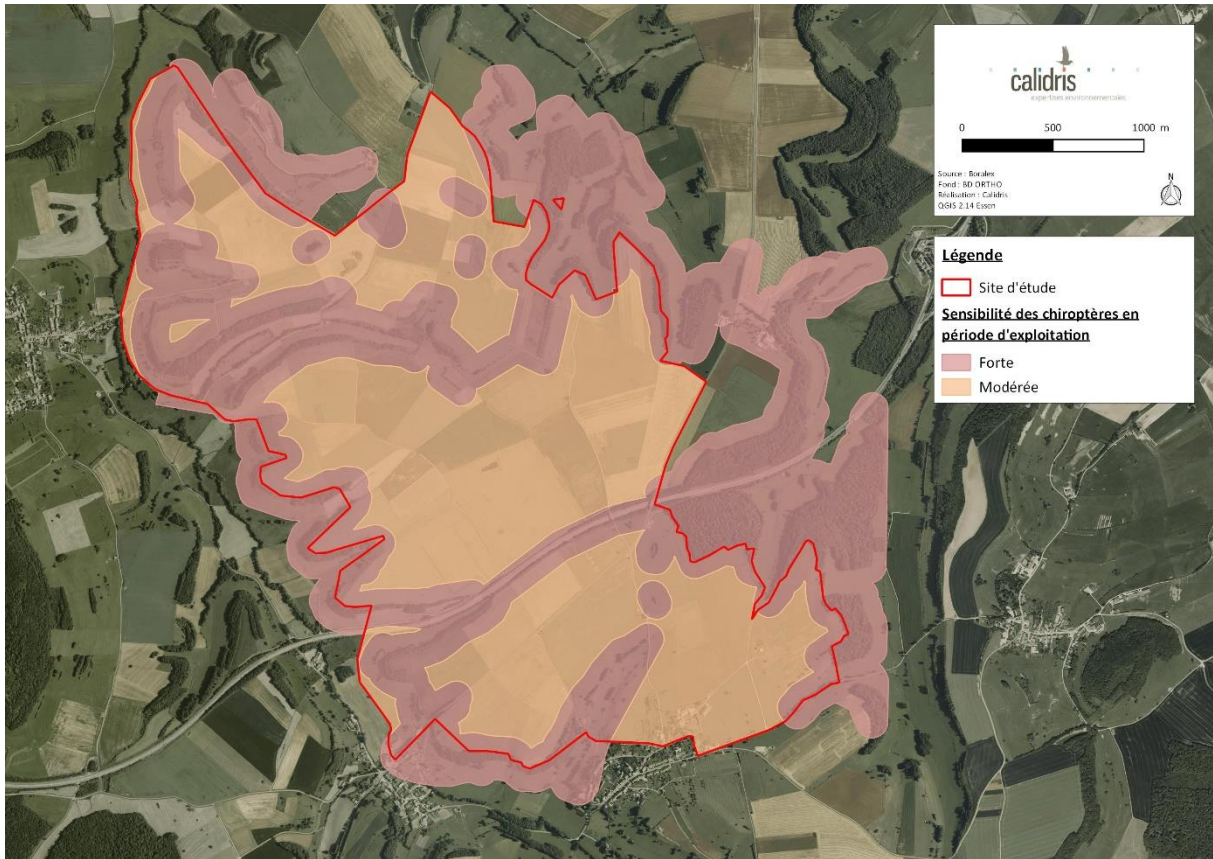 calidris
expertises environnementales
0 500 1000 m
Source : Boralex
Fond : BD ORTHO
Réalisation : Calidris
QGIS 2.14 Essen
N
Légende
Site d'étude
Sensibilité des chiroptères en
période d'exploitation
Forte
Modérée